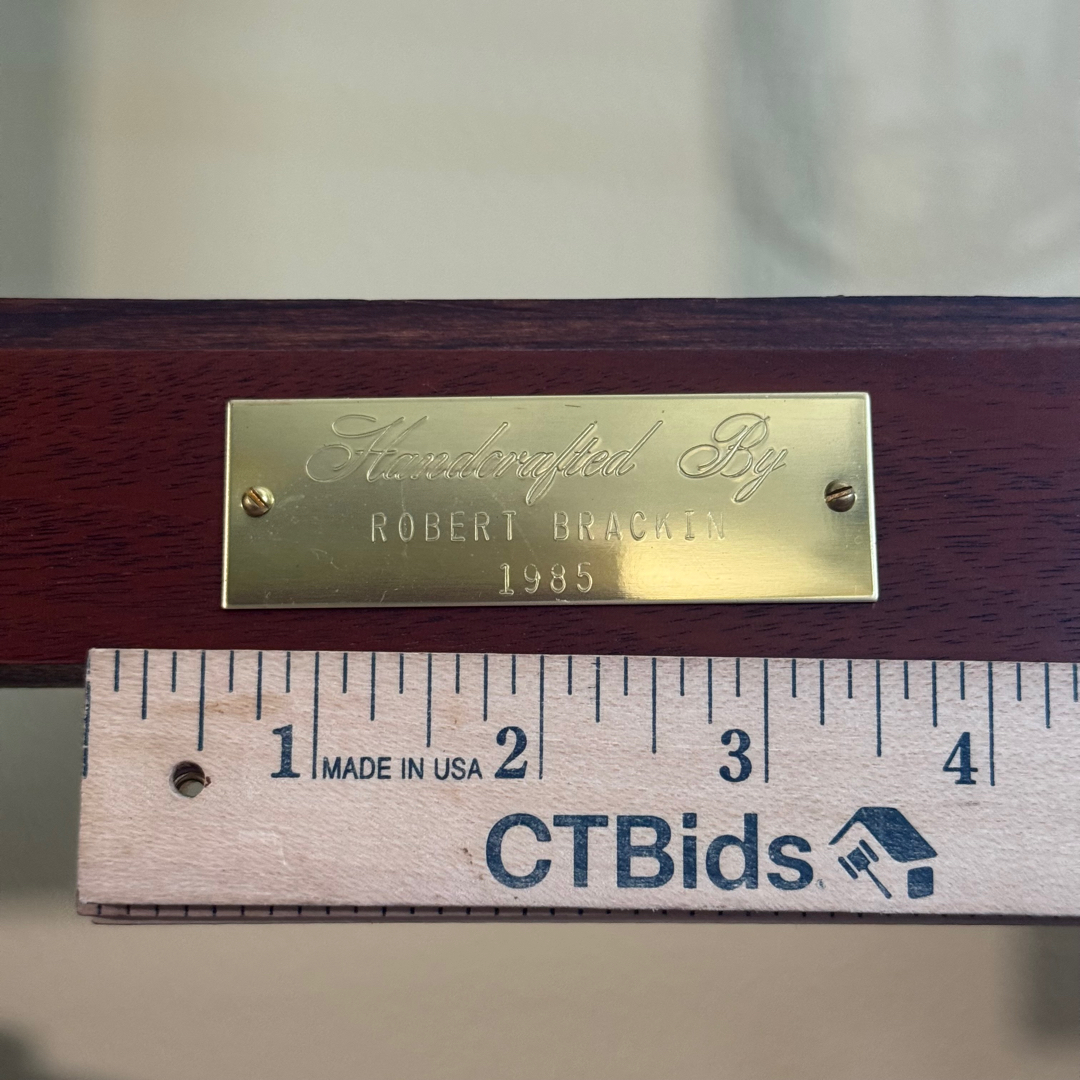 Handcrafted By
ROBERT BRACKIN
1985
1 MADE IN USA 2 3 4
CTBids